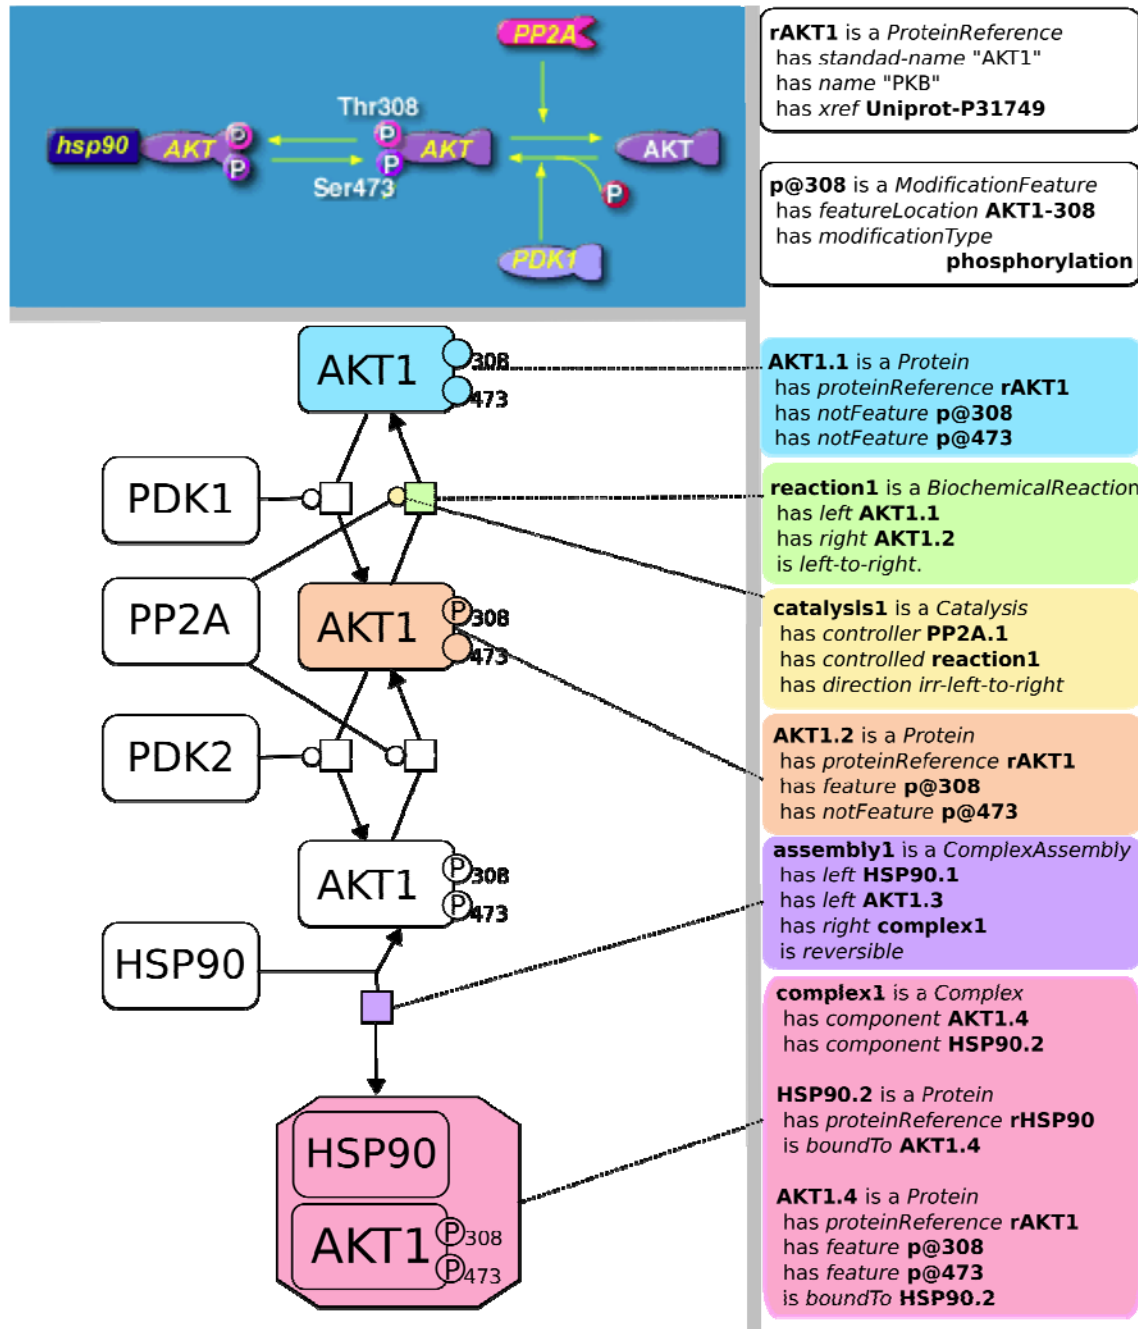 PP2A
Thr308
hsp90
AKT
P
P
P
P
AKT
AKT
Ser473
P
PDK1
rAKT1 is a ProteinReference
has standad-name "AKT1"
has name "PKB"
has xref Uniprot-P31749
p@308 is a ModificationFeature
has featureLocation AKT1-308
has modificationType
phosphorylation
AKT1
308
473
PDK1
PP2A
AKT1
P
308
473
PDK2
AKT1
P
308
P
473
HSP90
HSP90
AKT1
P
308
P
473
AKT1.1 is a Protein
has proteinReference rAKT1
has notFeature p@308
has notFeature p@473
reaction1 is a BiochemicalReaction
has left AKT1.1
has right AKT1.2
is left-to-right.
catalysIs1 is a Catalysis
has controller PP2A.1
has controlled reaction1
has direction irr-left-to-right
AKT1.2 is a Protein
has proteinReference rAKT1
has feature p@308
has notFeature p@473
assembly1 is a ComplexAssembly
has left HSP90.1
has left AKT1.3
has right complex1
is reversible
complex1 is a Complex
has component AKT1.4
has component HSP90.2
HSP90.2 is a Protein
has proteinReference rHSP90
is boundTo AKT1.4
AKT1.4 is a Protein
has proteinReference rAKT1
has feature p@308
has feature p@473
is boundTo HSP90.2